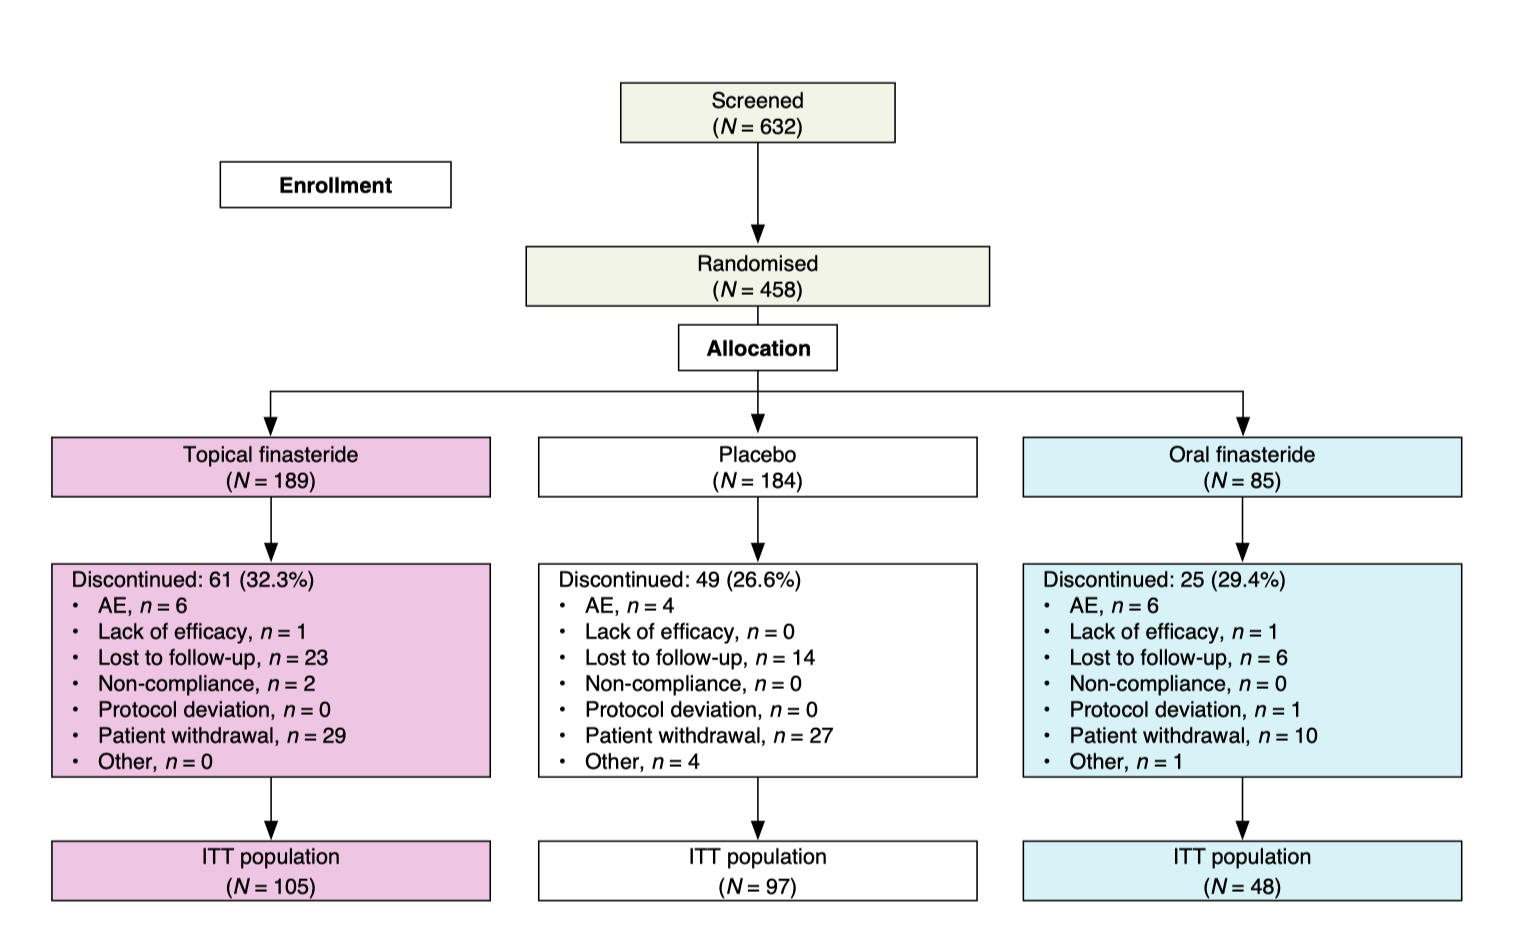 Screened
(N = 632)
Enrollment
Randomised
(N = 458)
Allocation
Topical finasteride
(N = 189)
Placebo
(N = 184)
Oral finasteride
(N = 85)
Discontinued: 61 (32.3%)
• AE, n = 6
• Lack of efficacy, n = 1
• Lost to follow-up, n = 23
• Non-compliance, n = 2
• Protocol deviation, n = 0
• Patient withdrawal, n = 29
• Other, n = 0
Discontinued: 49 (26.6%)
• AE, n = 4
• Lack of efficacy, n = 0
• Lost to follow-up, n = 14
• Non-compliance, n = 0
• Protocol deviation, n = 0
• Patient withdrawal, n = 27
• Other, n = 4
Discontinued: 25 (29.4%)
• AE, n = 6
• Lack of efficacy, n = 1
• Lost to follow-up, n = 6
• Non-compliance, n = 0
• Protocol deviation, n = 1
• Patient withdrawal, n = 10
• Other, n = 1
ITT population
(N = 105)
ITT population
(N = 97)
ITT population
(N = 48)